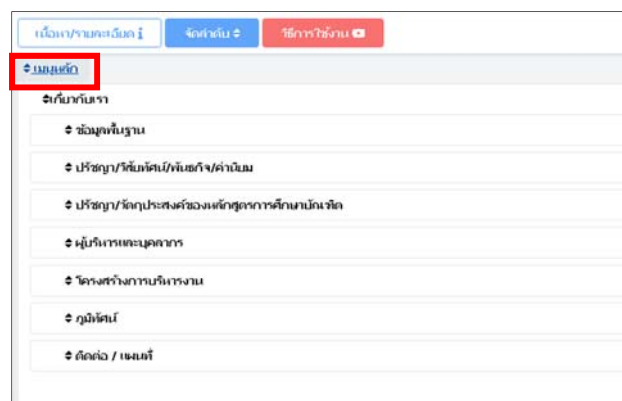 เนื้อหา/รายละเอียด i จัดลำดับ วิธีการใช้งาน
เมนูหลัก
เกี่ยวกับเรา
ข้อมูลพื้นฐาน
ปรัชญา/วิสัยทัศน์/พันธกิจ/ค่านิยม
ปรัชญา/วัตถุประสงค์ของหลักสูตรการศึกษาบัณฑิต
ผู้บริหารและบุคลากร
โครงสร้างการบริหารงาน
ภูมิทัศน์
ติดต่อ / แผนที่